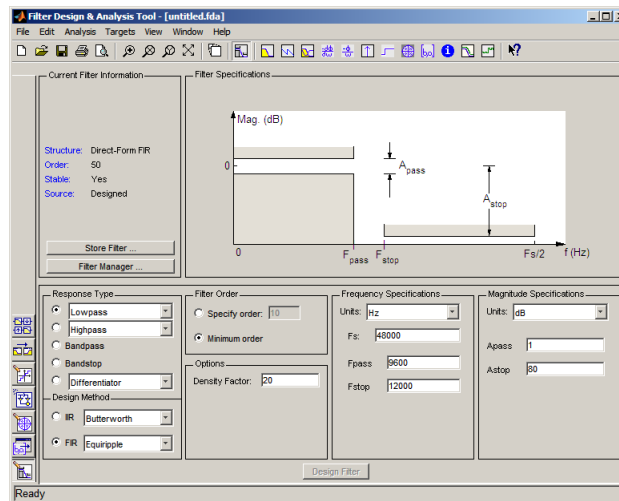 Filter Design & Analysis Tool - [untitled.fda]
File Edit Analysis Targets View Window Help
Current Filter Information
Structure: Direct-Form FIR
Order: 50
Stable: Yes
Source: Designed
Store Filter ...
Filter Manager ...
Filter Specifications
Mag. (dB)
0
A pass
A stop
0 F pass F stop Fs/2 f (Hz)
Response Type
Lowpass
Highpass
Bandpass
Bandstop
Differentiator
Design Method
IIR Butterworth
FIR Equiripple
Filter Order
Specify order: 10
Minimum order
Options
Density Factor: 20
Frequency Specifications
Units: Hz
Fs: 48000
Fpass 9600
Fstop 12000
Magnitude Specifications
Units: dB
Apass 1
Astop 80
Design Filter
Ready